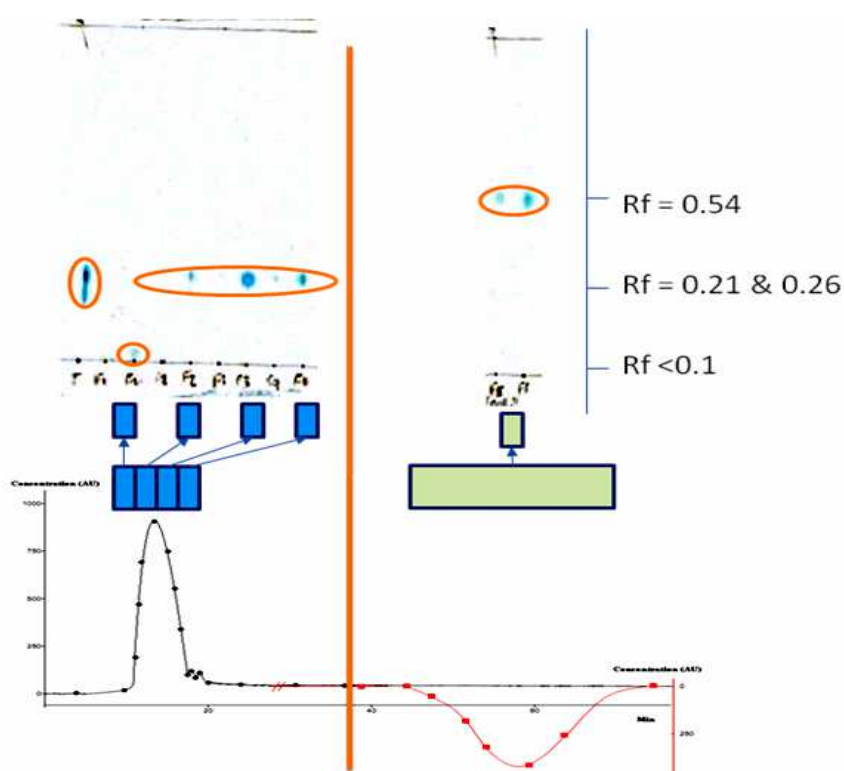 Rf = 0.54
Rf = 0.21 & 0.26
Rf <0.1
Concentration (AU)
1000
750
500
250
0
20
40
60
Concentration (AU)
0
Min
250